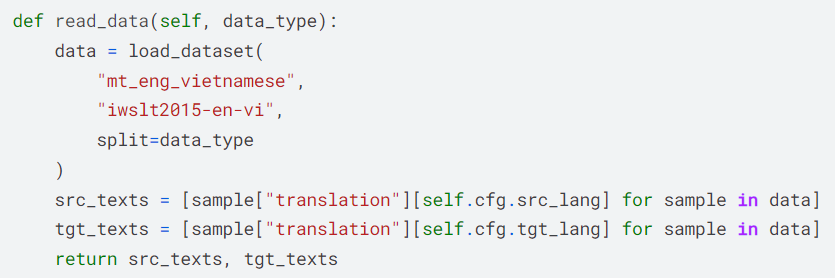 def read_data(self, data_type):
    data = load_dataset(
        "mt_eng_vietnamese",
        "iwslt2015-en-vi",
        split=data_type
    )
    src_texts = [sample["translation"][self.cfg.src_lang] for sample in data]
    tgt_texts = [sample["translation"][self.cfg.tgt_lang] for sample in data]
    return src_texts, tgt_texts